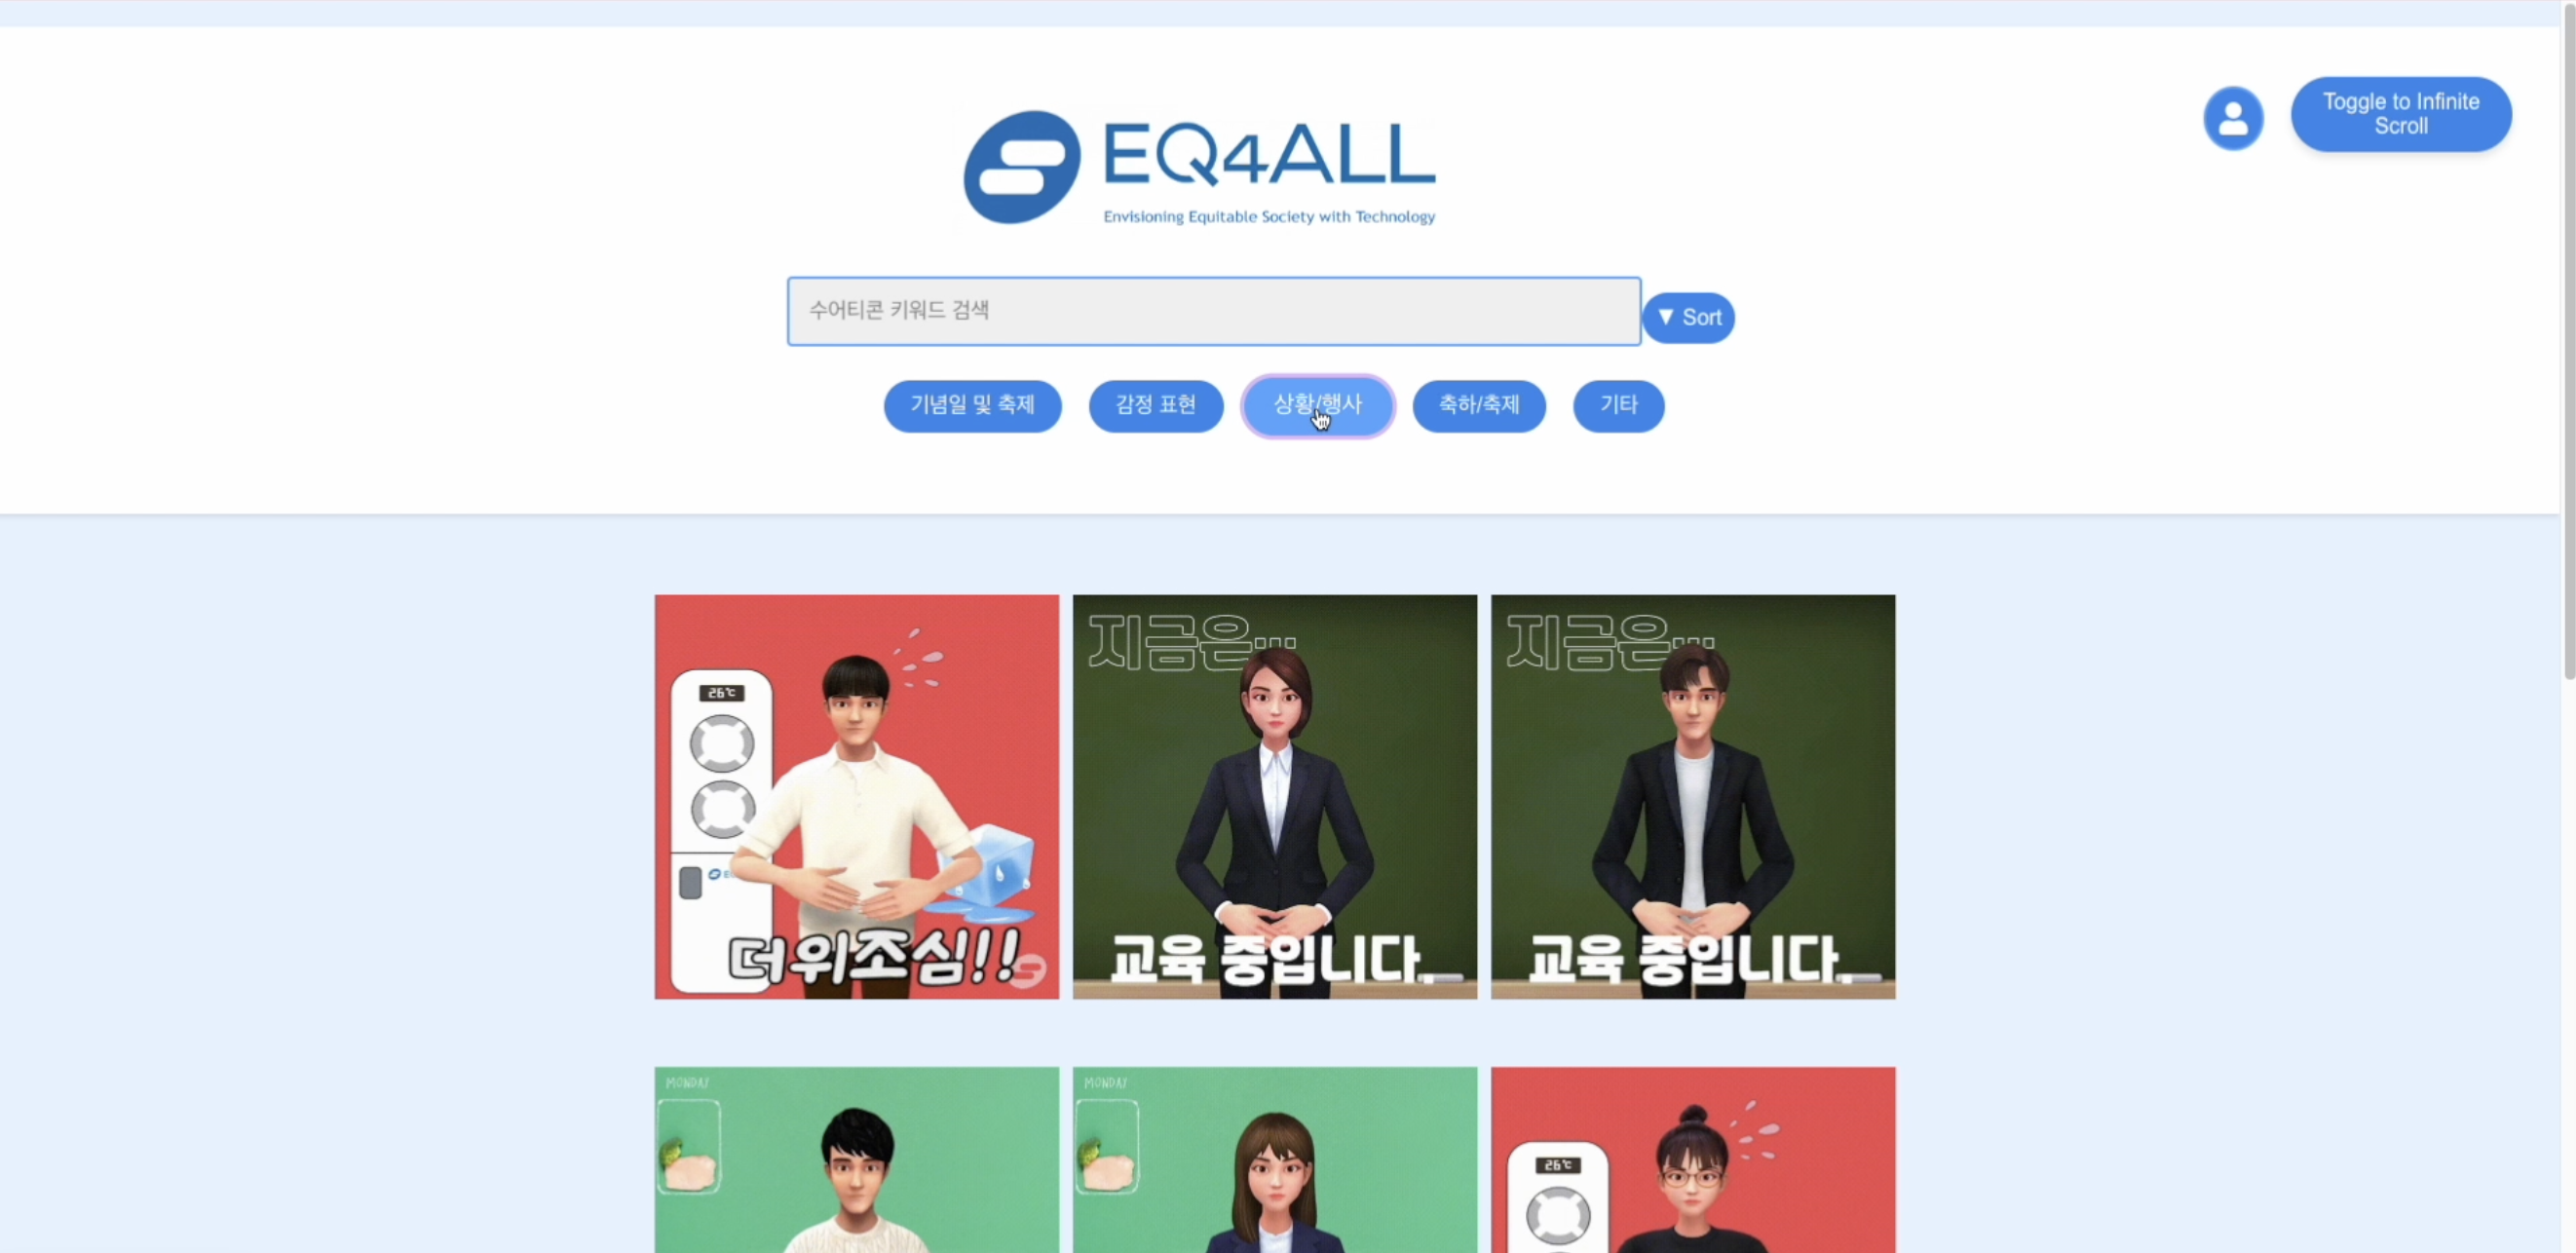 Toggle to Infinite
Scroll
EQ4ALL
Envisioning Equitable Society with Technology
수어티콘 키워드 검색
▼ Sort
기념일 및 축제
감정 표현
상황/행사
축하/축제
기타
26℃
더위조심!!
지금은...
교육 중입니다.
지금은...
교육 중입니다.
MONDAY
MONDAY
26℃